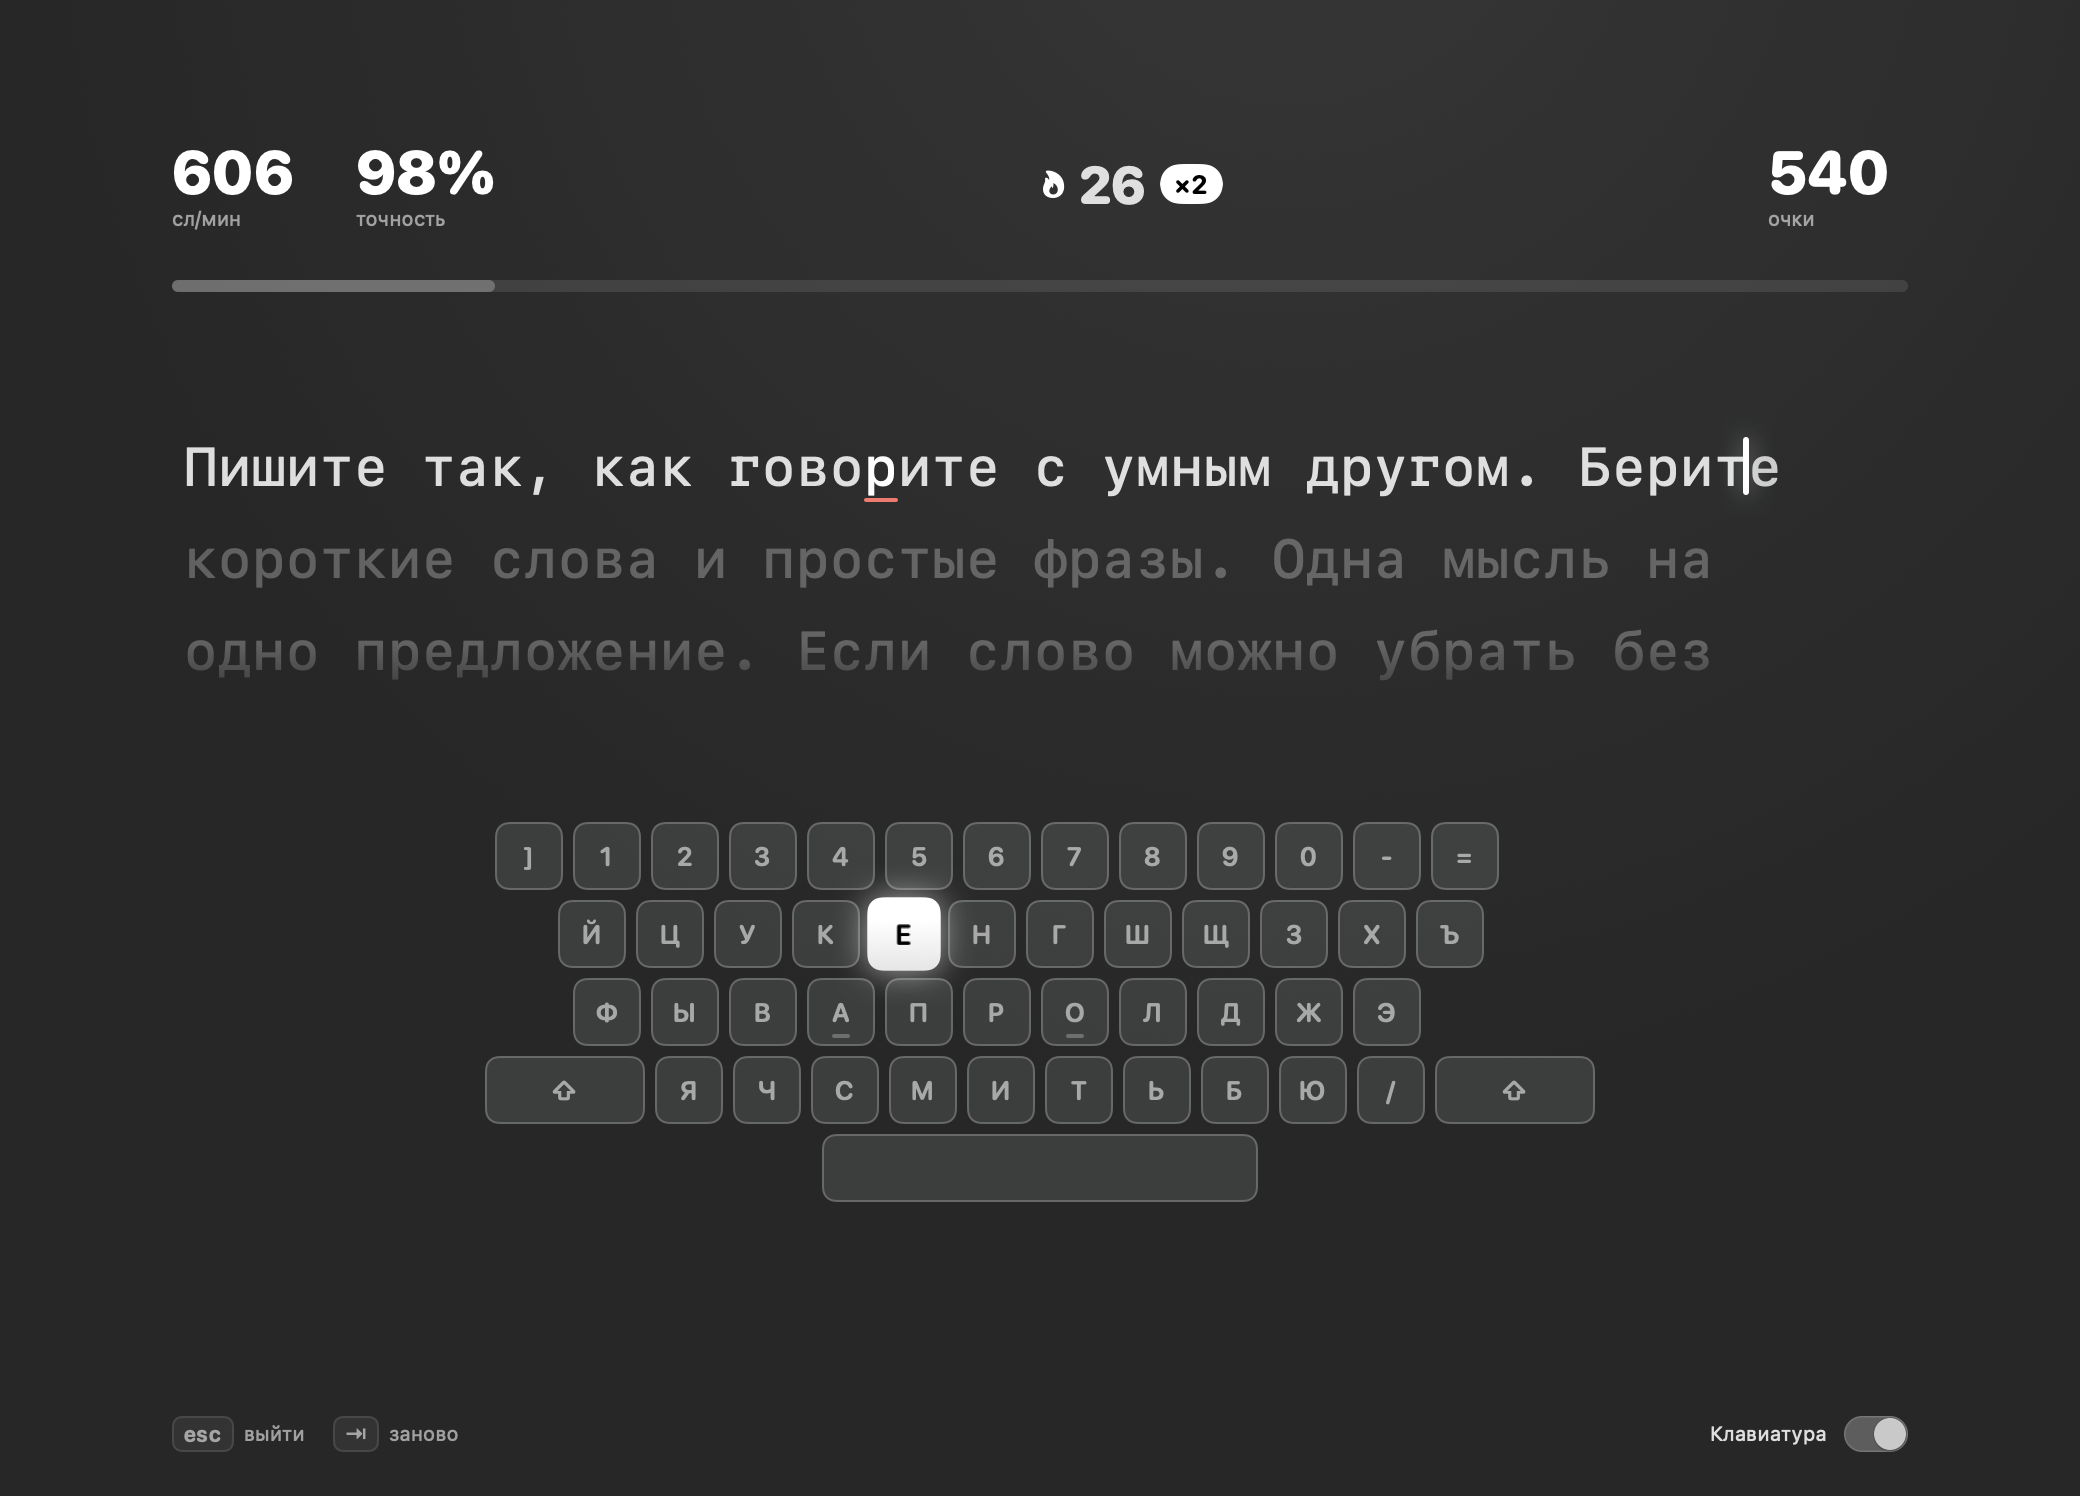 606 98% 26 ×2 540
сл/мин точность очки
Пишите так, как говорите с умным другом. Берите
короткие слова и простые фразы. Одна мысль на
одно предложение. Если слово можно убрать без
] 1 2 3 4 5 6 7 8 9 0 - =
Й Ц У К Е Н Г Ш Щ З Х Ъ
Ф Ы В А П Р О Л Д Ж Э
Я Ч С М И Т Ь Б Ю /
esc выйти заново Клавиатура